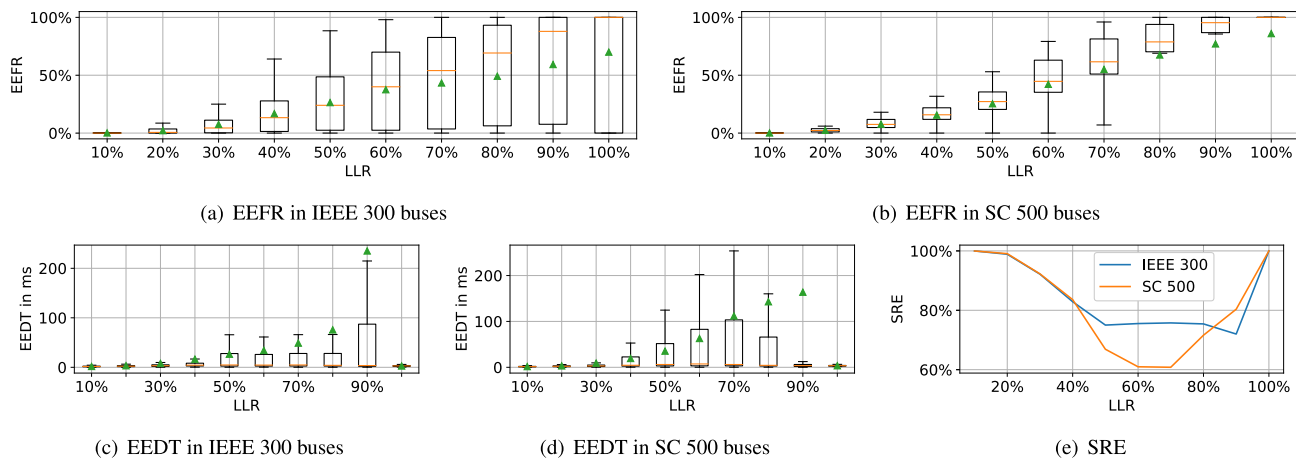 100%
50%
0%
EEFR
10% 20% 30% 40% 50% 60% 70% 80% 90% 100%
LLR
(a) EEFR in IEEE 300 buses
100%
50%
0%
EEFR
10% 20% 30% 40% 50% 60% 70% 80% 90% 100%
LLR
(b) EEFR in SC 500 buses
200
100
0
EEDT in ms
10% 30% 50% 70% 90%
LLR
(c) EEDT in IEEE 300 buses
200
100
0
EEDT in ms
10% 30% 50% 70% 90%
LLR
(d) EEDT in SC 500 buses
100%
80%
60%
SRE
IEEE 300
SC 500
20% 40% 60% 80% 100%
LLR
(e) SRE